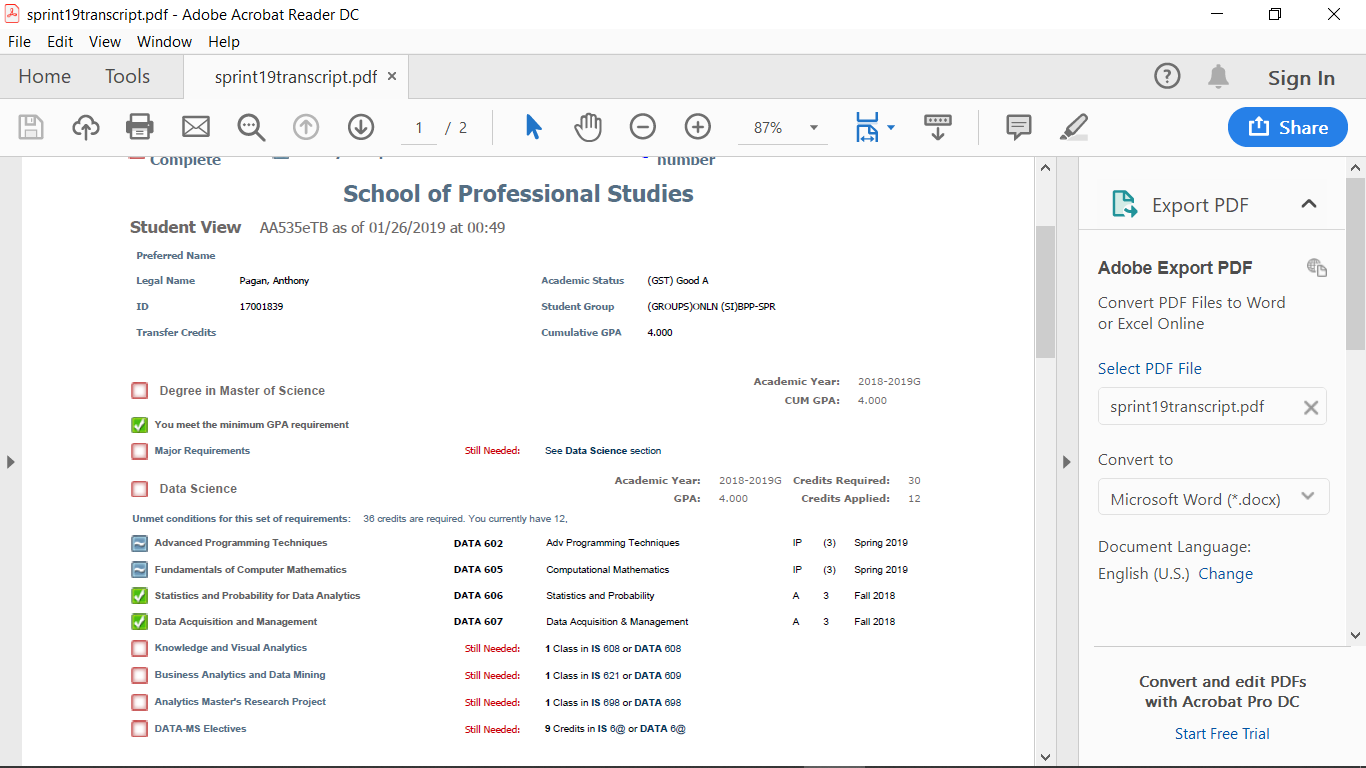 sprint19transcript.pdf - Adobe Acrobat Reader DC
File Edit View Window Help
Home Tools sprint19transcript.pdf × Sign In
1 / 2 87% Share
Complete number
School of Professional Studies
Student View AA535eTB as of 01/26/2019 at 00:49
Preferred Name
Legal Name Pagan, Anthony Academic Status (GST) Good A
ID 17001839 Student Group (GROUPS)ONLN (SI)BPP-SPR
Transfer Credits Cumulative GPA 4.000
Degree in Master of Science Academic Year: 2018-2019G
CUM GPA: 4.000
You meet the minimum GPA requirement
Major Requirements Still Needed: See Data Science section
Data Science Academic Year: 2018-2019G Credits Required: 30
GPA: 4.000 Credits Applied: 12
Unmet conditions for this set of requirements: 36 credits are required. You currently have 12,
Advanced Programming Techniques DATA 602 Adv Programming Techniques IP (3) Spring 2019
Fundamentals of Computer Mathematics DATA 605 Computational Mathematics IP (3) Spring 2019
Statistics and Probability for Data Analytics DATA 606 Statistics and Probability A 3 Fall 2018
Data Acquisition and Management DATA 607 Data Acquisition & Management A 3 Fall 2018
Knowledge and Visual Analytics Still Needed: 1 Class in IS 608 or DATA 608
Business Analytics and Data Mining Still Needed: 1 Class in IS 621 or DATA 609
Analytics Master's Research Project Still Needed: 1 Class in IS 698 or DATA 698
DATA-MS Electives Still Needed: 9 Credits in IS 6@ or DATA 6@
Export PDF
Adobe Export PDF
Convert PDF Files to Word
or Excel Online
Select PDF File
sprint19transcript.pdf
Convert to
Microsoft Word (*.docx)
Document Language:
English (U.S.) Change
Convert and edit PDFs
with Acrobat Pro DC
Start Free Trial